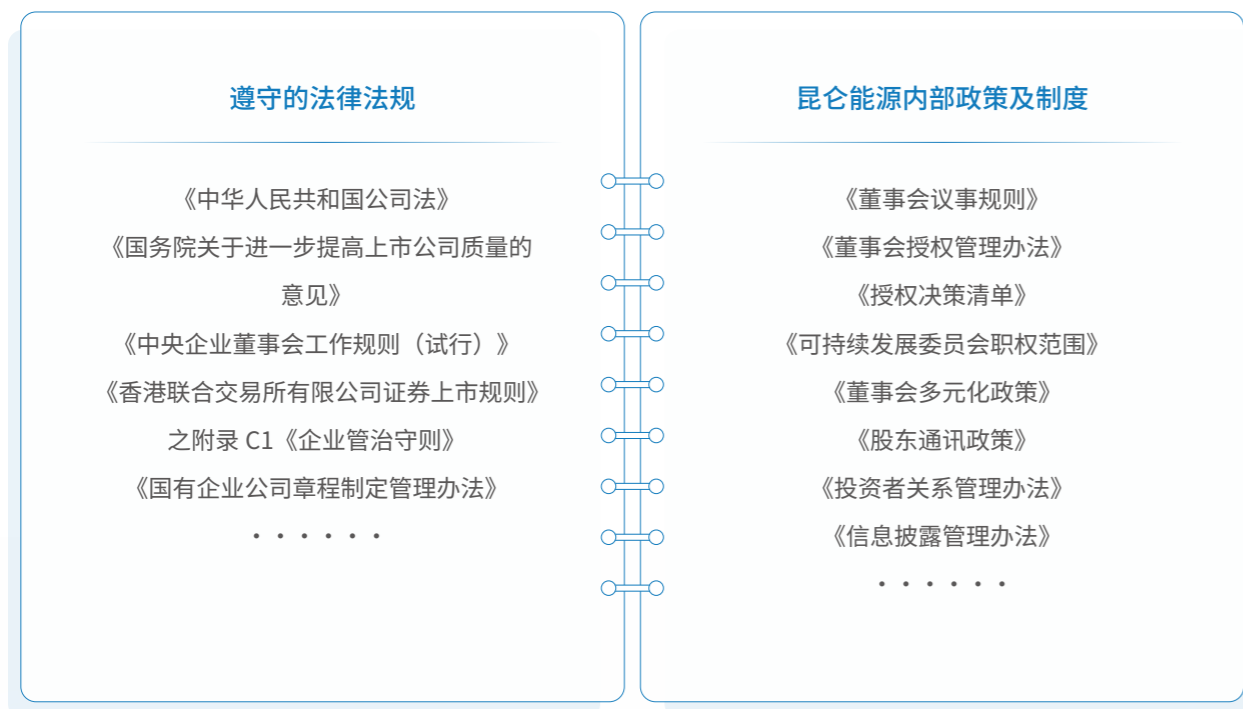 遵守的法律法规
《中华人民共和国公司法》
《国务院关于进一步提高上市公司质量的
意见》
《中央企业董事会工作规则（试行）》
《香港联合交易所有限公司证券上市规则》
之附录 C1《企业管治守则》
《国有企业公司章程制定管理办法》
······
昆仑能源内部政策及制度
《董事会议事规则》
《董事会授权管理办法》
《授权决策清单》
《可持续发展委员会职权范围》
《董事会多元化政策》
《股东通讯政策》
《投资者关系管理办法》
《信息披露管理办法》
······